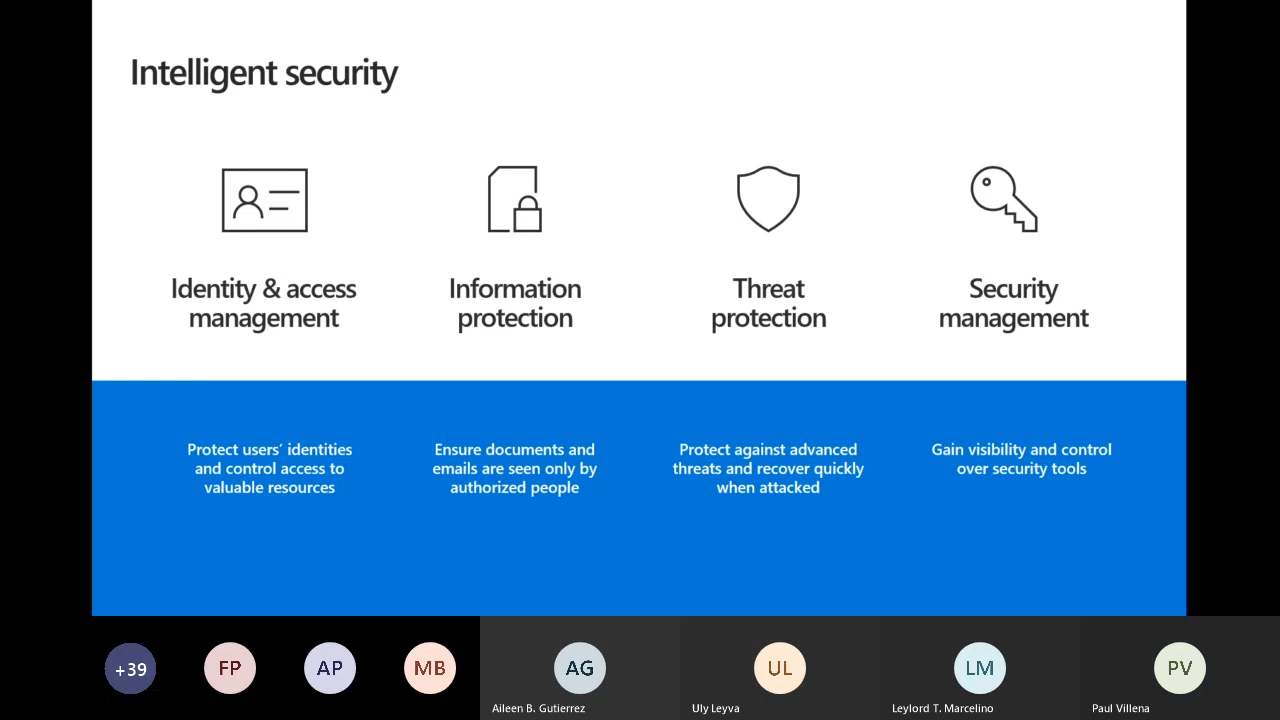 Intelligent security
Identity & access
management
Information
protection
Threat
protection
Security
management
Protect users' identities
and control access to
valuable resources
Ensure documents and
emails are seen only by
authorized people
Protect against advanced
threats and recover quickly
when attacked
Gain visibility and control
over security tools
+39
FP
AP
MB
AG
UL
LM
PV
Aileen B. Gutierrez
Uly Leyva
Leylord T. Marcelino
Paul Villena